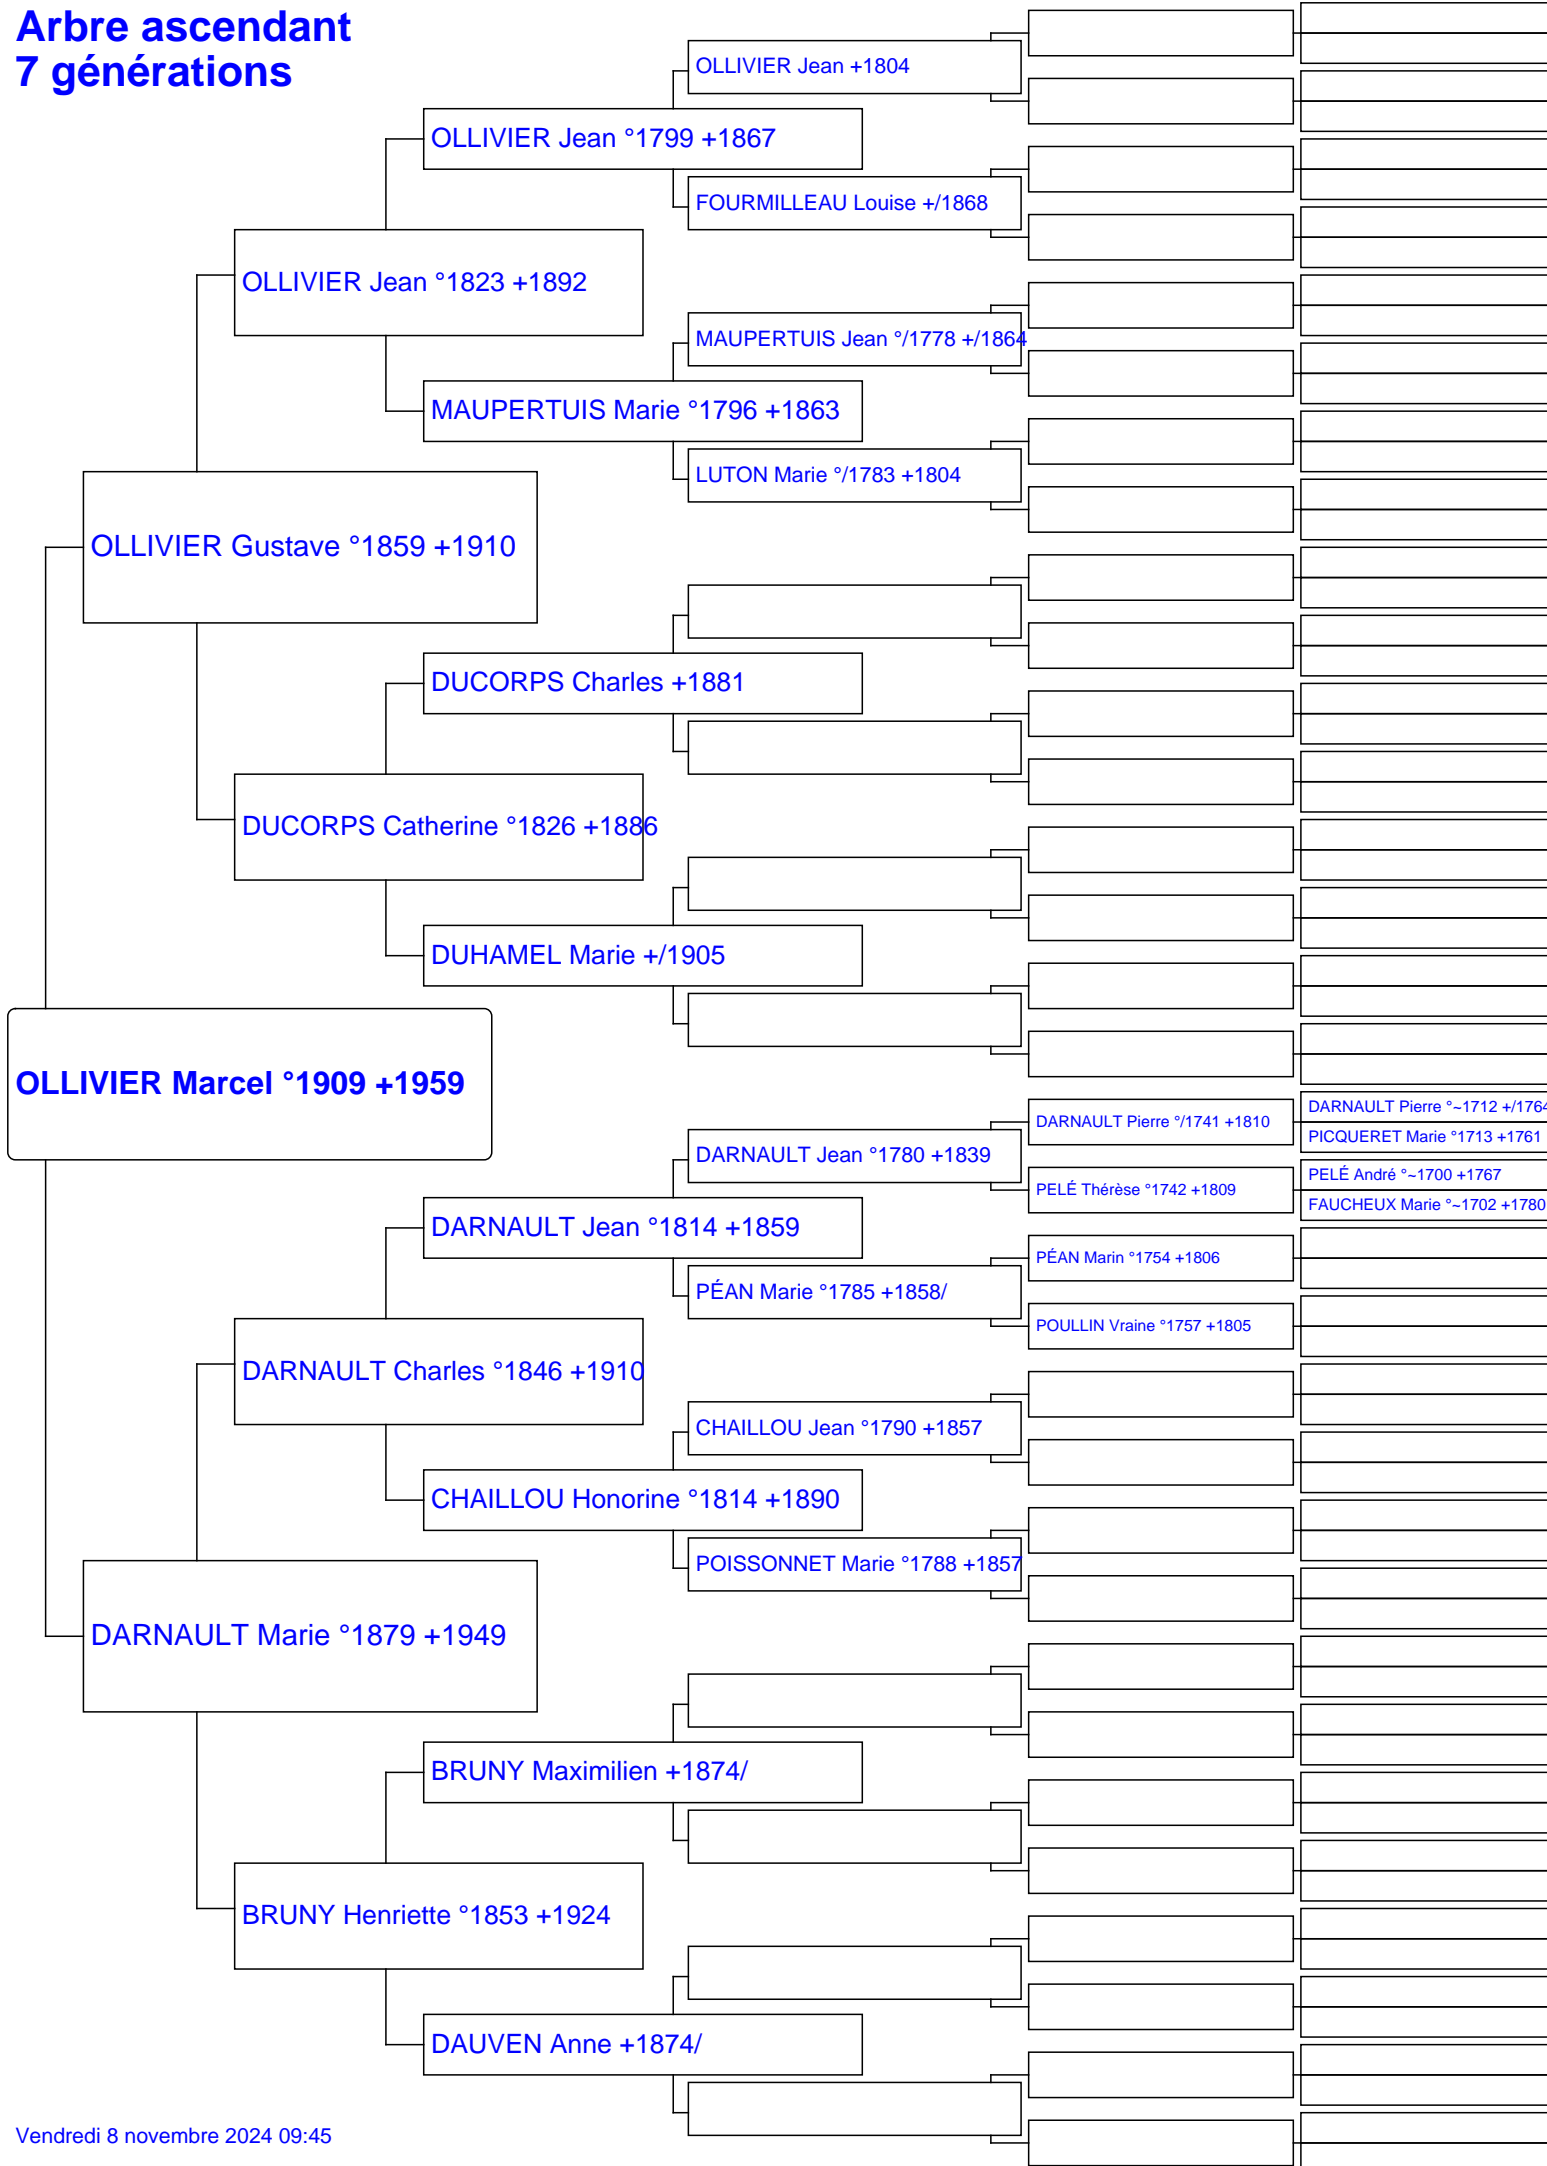 Arbre ascendant
7 générations
OLLIVIER Jean +1804
OLLIVIER Jean °1799 +1867
FOURMILLEAU Louise +/1868
OLLIVIER Jean °1823 +1892
MAUPERTUIS Jean °/1778 +/1864
MAUPERTUIS Marie °1796 +1863
LUTON Marie °/1783 +1804
OLLIVIER Gustave °1859 +1910
DUCORPS Charles +1881
DUCORPS Catherine °1826 +1886
DUHAMEL Marie +/1905
OLLIVIER Marcel °1909 +1959
DARNAULT Pierre °~1712 +/1764
DARNAULT Pierre °/1741 +1810
PICQUERET Marie °1713 +1761
DARNAULT Jean °1780 +1839
PELÉ André °~1700 +1767
PELÉ Thérèse °1742 +1809
FAUCHEUX Marie °~1702 +1780
DARNAULT Jean °1814 +1859
PÉAN Marin °1754 +1806
PÉAN Marie °1785 +1858/
POULLIN Vraine °1757 +1805
DARNAULT Charles °1846 +1910
CHAILLOU Jean °1790 +1857
CHAILLOU Honorine °1814 +1890
POISSONNET Marie °1788 +1857
DARNAULT Marie °1879 +1949
BRUNY Maximilien +1874/
BRUNY Henriette °1853 +1924
DAUVEN Anne +1874/
Vendredi 8 novembre 2024 09:45